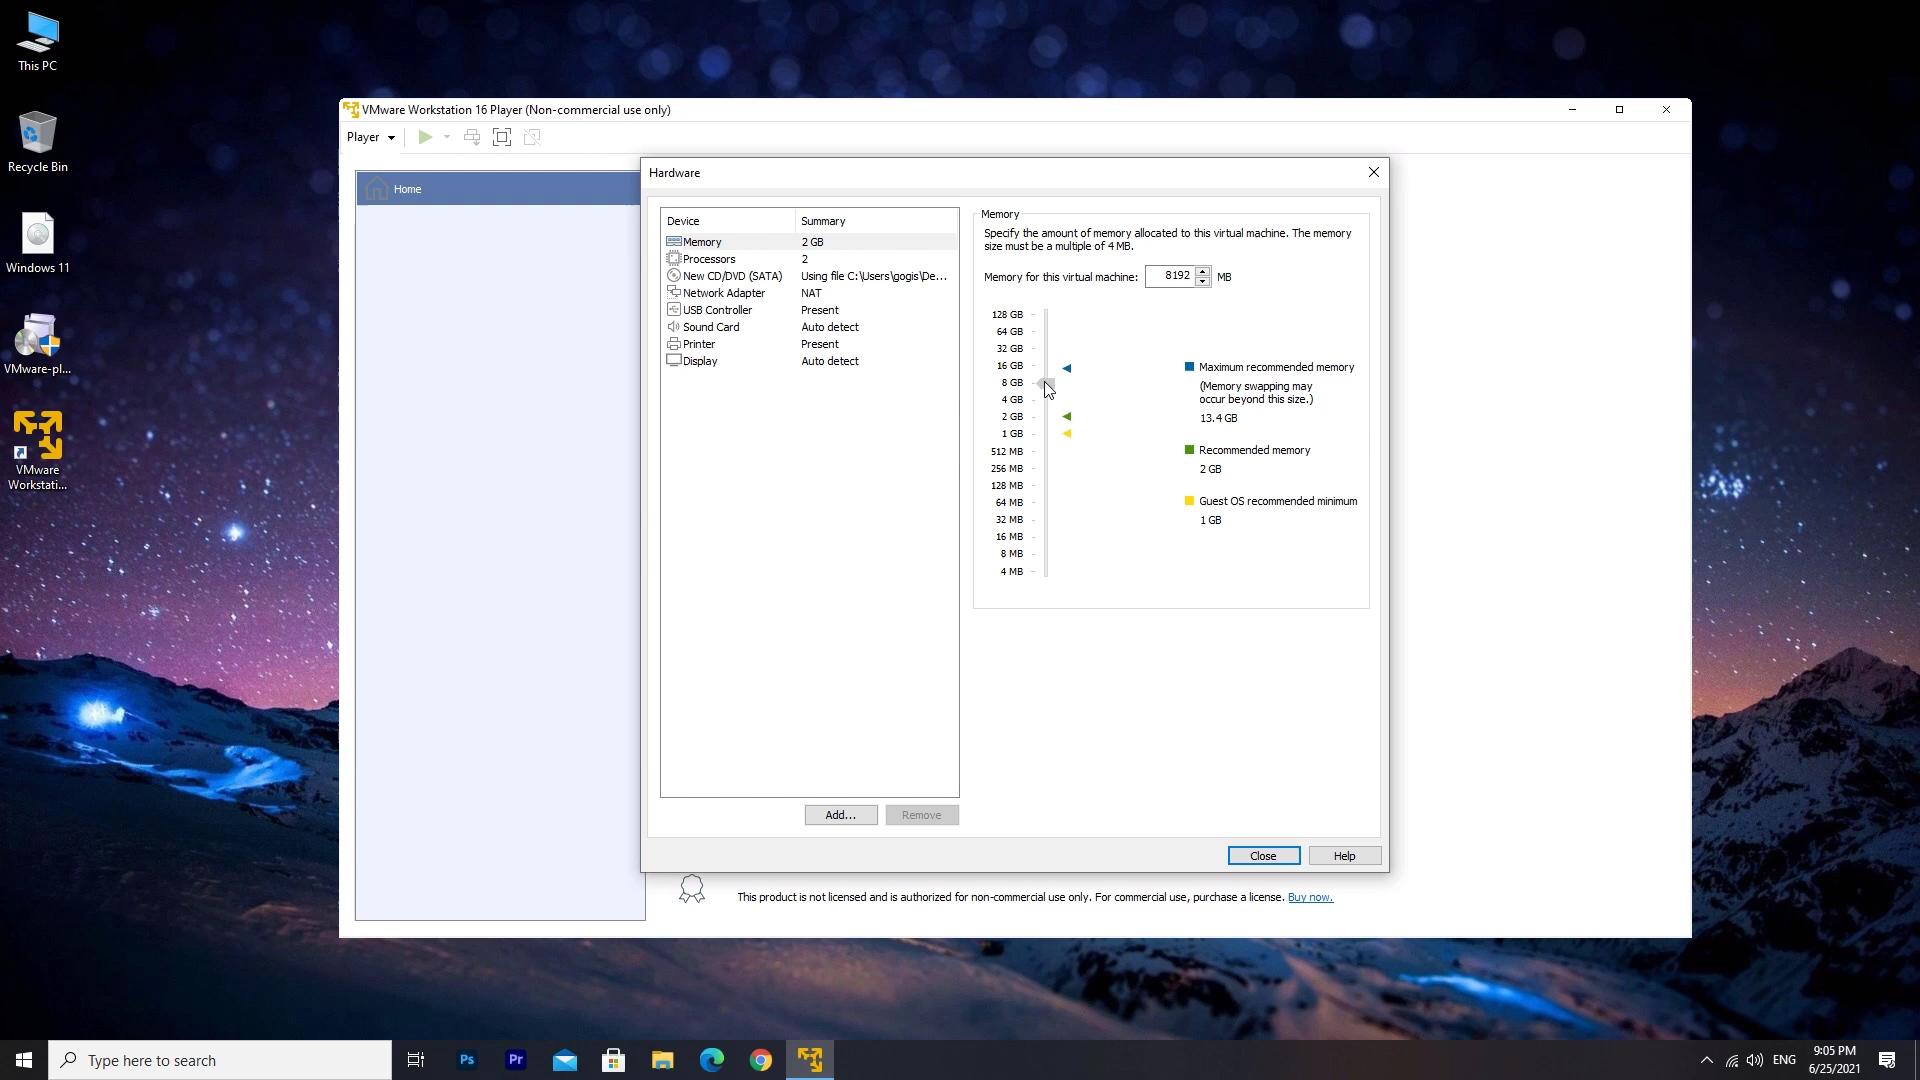 This PC
Recycle Bin
Windows 11
VMware-pl...
VMware
Workstati...
VMware Workstation 16 Player (Non-commercial use only)
Player
Home
Hardware
Device Summary
Memory 2 GB
Processors 2
New CD/DVD (SATA) Using file C:\Users\gogis\De...
Network Adapter NAT
USB Controller Present
Sound Card Auto detect
Printer Present
Display Auto detect
Add... Remove
Memory
Specify the amount of memory allocated to this virtual machine. The memory
size must be a multiple of 4 MB.
Memory for this virtual machine: 8192 MB
128 GB
64 GB
32 GB
16 GB
8 GB
4 GB
2 GB
1 GB
512 MB
256 MB
128 MB
64 MB
32 MB
16 MB
8 MB
4 MB
Maximum recommended memory
(Memory swapping may
occur beyond this size.)
13.4 GB
Recommended memory
2 GB
Guest OS recommended minimum
1 GB
Close Help
This product is not licensed and is authorized for non-commercial use only. For commercial use, purchase a license. Buy now.
Type here to search
Ps
Pr
ENG
9:05 PM
6/25/2021